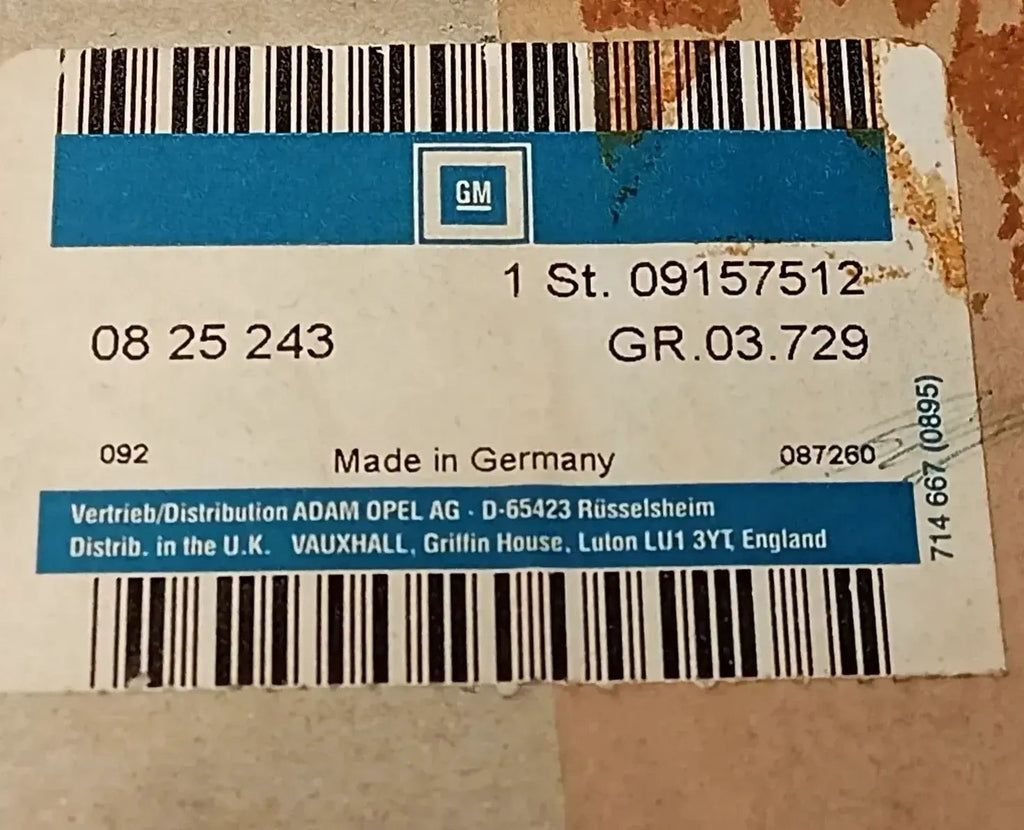 GM
1 St. 09157512
08 25 243 GR.03.729
092 Made in Germany 087260
Vertrieb/Distribution ADAM OPEL AG · D-65423 Rüsselsheim
Distrib. in the U.K. VAUXHALL, Griffin House, Luton LU1 3YT, England
714 667 (0895)